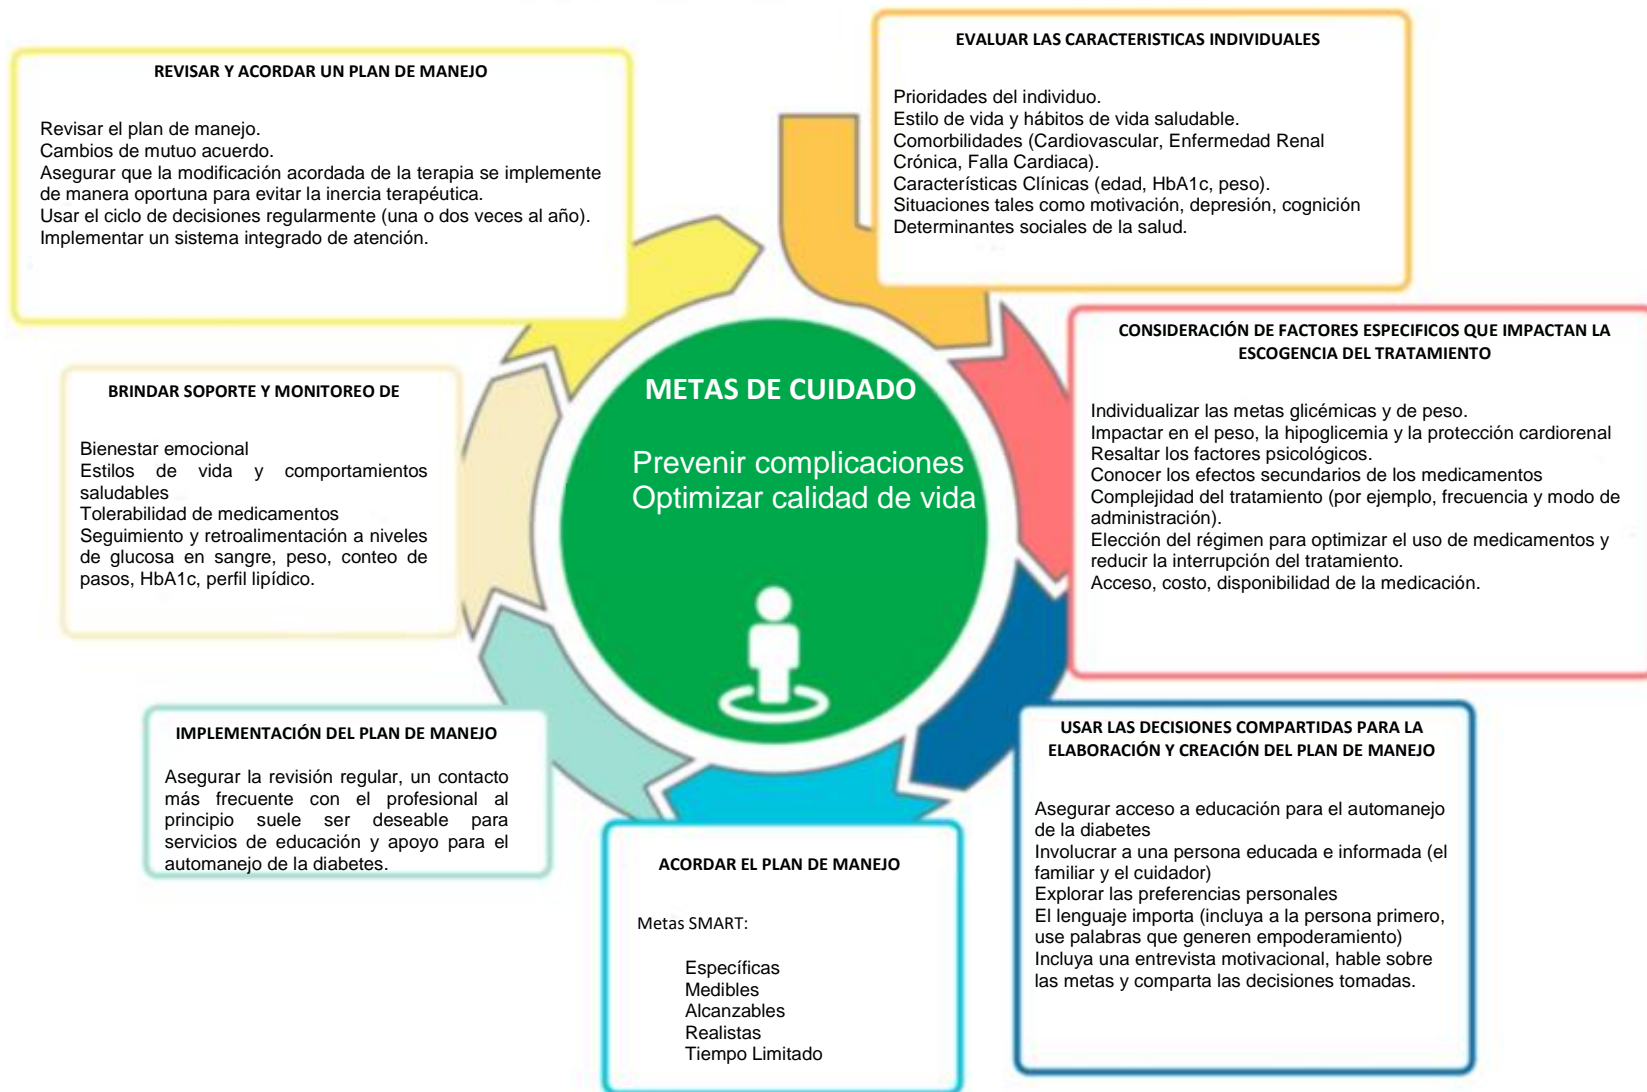 EVALUAR LAS CARACTERISTICAS INDIVIDUALES
Prioridades del individuo.
Estilo de vida y hábitos de vida saludable.
Comorbilidades (Cardiovascular, Enfermedad Renal
Crónica, Falla Cardiaca).
Características Clínicas (edad, HbA1c, peso).
Situaciones tales como motivación, depresión, cognición
Determinantes sociales de la salud.
CONSIDERACIÓN DE FACTORES ESPECIFICOS QUE IMPACTAN LA
ESCOGENCIA DEL TRATAMIENTO
Individualizar las metas glicémicas y de peso.
Impactar en el peso, la hipoglicemia y la protección cardiorenal
Resaltar los factores psicológicos.
Conocer los efectos secundarios de los medicamentos
Complejidad del tratamiento (por ejemplo, frecuencia y modo de
administración).
Elección del régimen para optimizar el uso de medicamentos y
reducir la interrupción del tratamiento.
Acceso, costo, disponibilidad de la medicación.
USAR LAS DECISIONES COMPARTIDAS PARA LA
ELABORACIÓN Y CREACIÓN DEL PLAN DE MANEJO
Asegurar acceso a educación para el automanejo
de la diabetes
Involucrar a una persona educada e informada (el
familiar y el cuidador)
Explorar las preferencias personales
El lenguaje importa (incluya a la persona primero,
use palabras que generen empoderamiento)
Incluya una entrevista motivacional, hable sobre
las metas y comparta las decisiones tomadas.
ACORDAR EL PLAN DE MANEJO
Metas SMART:
Específicas
Medibles
Alcanzables
Realistas
Tiempo Limitado
IMPLEMENTACIÓN DEL PLAN DE MANEJO
Asegurar la revisión regular, un contacto
más frecuente con el profesional al
principio suele ser deseable para
servicios de educación y apoyo para el
automanejo de la diabetes.
BRINDAR SOPORTE Y MONITOREO DE
Bienestar emocional
Estilos de vida y comportamientos
saludables
Tolerabilidad de medicamentos
Seguimiento y retroalimentación a niveles
de glucosa en sangre, peso, conteo de
pasos, HbA1c, perfil lipídico.
REVISAR Y ACORDAR UN PLAN DE MANEJO
Revisar el plan de manejo.
Cambios de mutuo acuerdo.
Asegurar que la modificación acordada de la terapia se implemente
de manera oportuna para evitar la inercia terapéutica.
Usar el ciclo de decisiones regularmente (una o dos veces al año).
Implementar un sistema integrado de atención.
METAS DE CUIDADO
Prevenir complicaciones
Optimizar calidad de vida